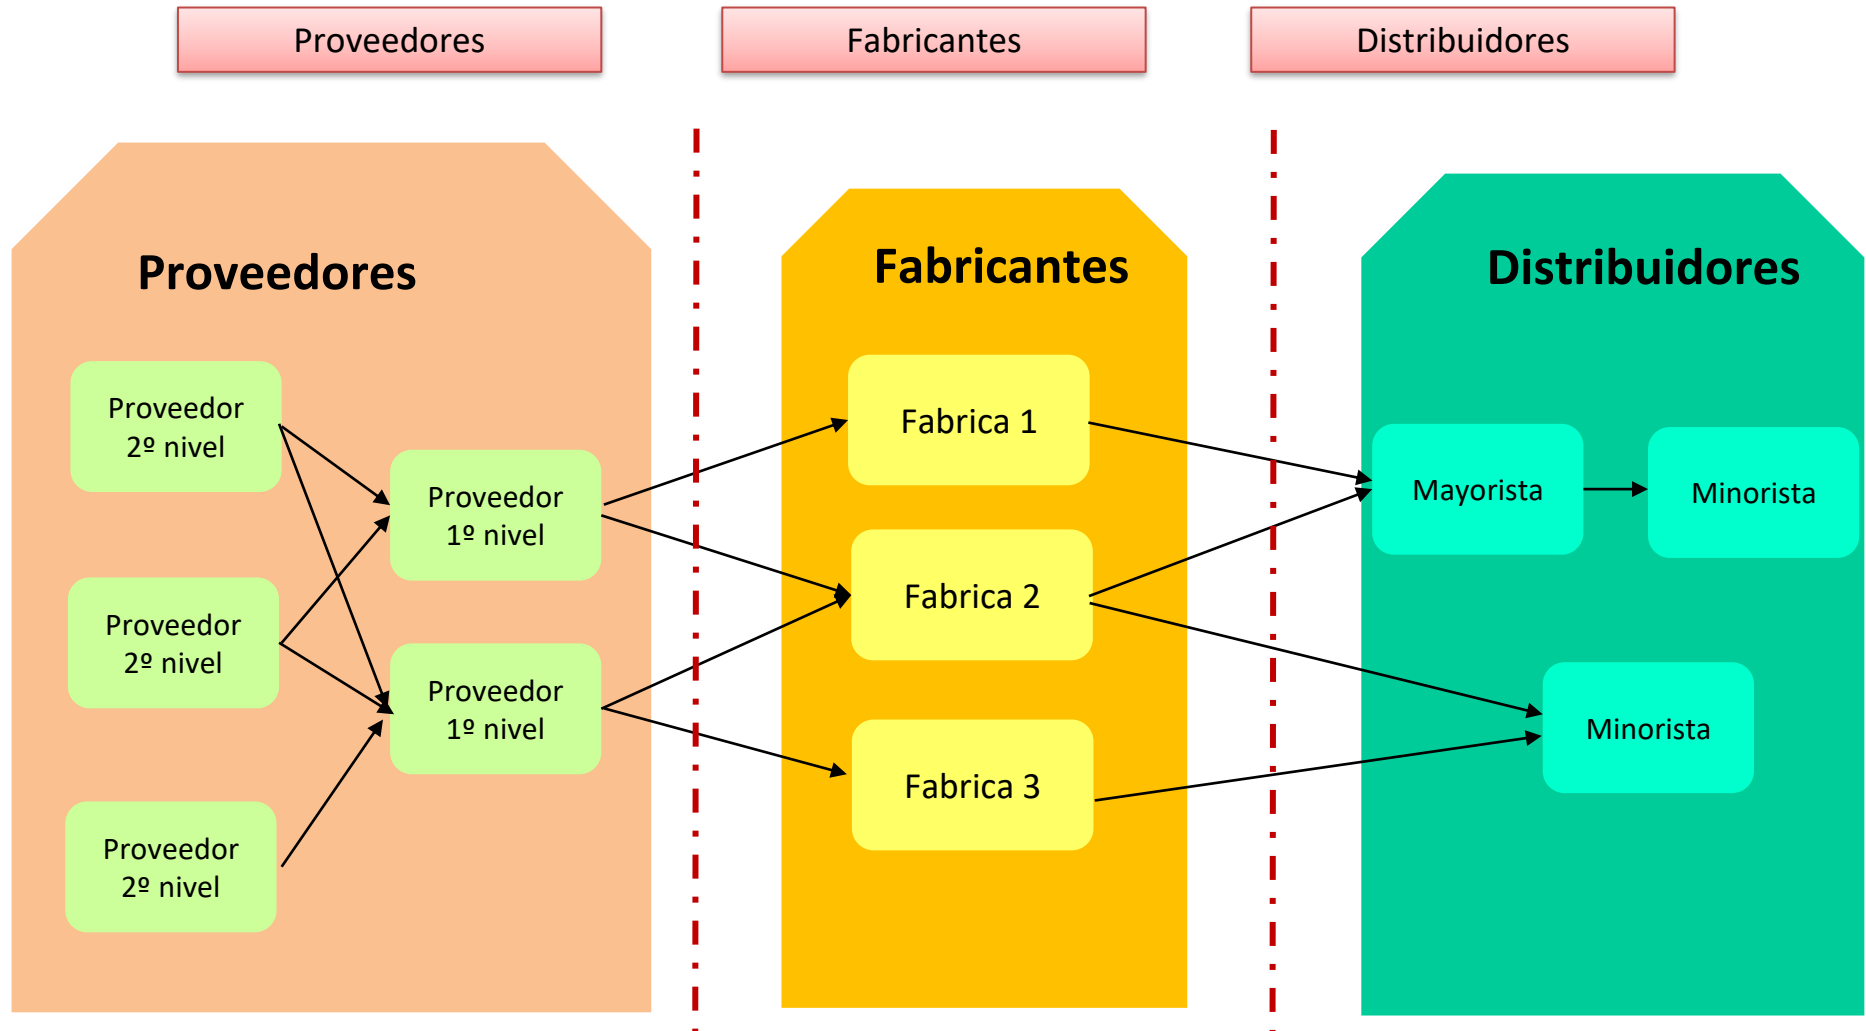 Proveedores
Fabricantes
Distribuidores
Proveedores
Proveedor
2º nivel
Proveedor
2º nivel
Proveedor
2º nivel
Proveedor
1º nivel
Proveedor
1º nivel
Fabricantes
Fabrica 1
Fabrica 2
Fabrica 3
Distribuidores
Mayorista
Minorista
Minorista